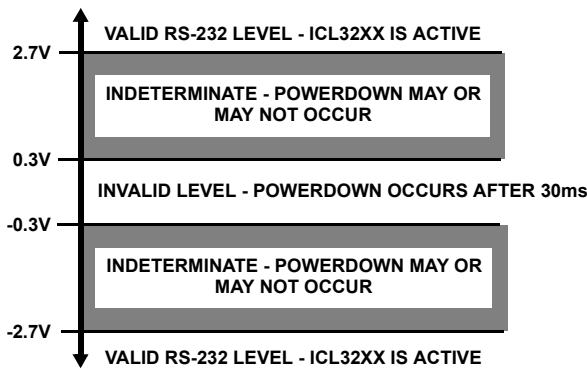 VALID RS-232 LEVEL - ICL32XX IS ACTIVE
2.7V
INDETERMINATE - POWERDOWN MAY OR
MAY NOT OCCUR
0.3V
INVALID LEVEL - POWERDOWN OCCURS AFTER 30ms
-0.3V
INDETERMINATE - POWERDOWN MAY OR
MAY NOT OCCUR
-2.7V
VALID RS-232 LEVEL - ICL32XX IS ACTIVE